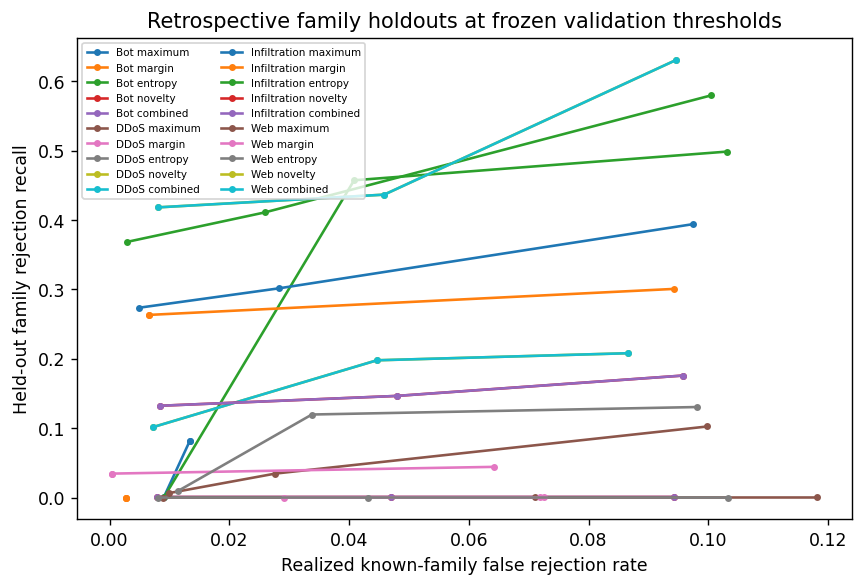 Retrospective family holdouts at frozen validation thresholds
Bot maximum
Bot margin
Bot entropy
Bot novelty
Bot combined
DDoS maximum
DDoS margin
DDoS entropy
DDoS novelty
DDoS combined
Infiltration maximum
Infiltration margin
Infiltration entropy
Infiltration novelty
Infiltration combined
Web maximum
Web margin
Web entropy
Web novelty
Web combined
Held-out family rejection recall
0.6
0.5
0.4
0.3
0.2
0.1
0.0
0.00 0.02 0.04 0.06 0.08 0.10 0.12
Realized known-family false rejection rate